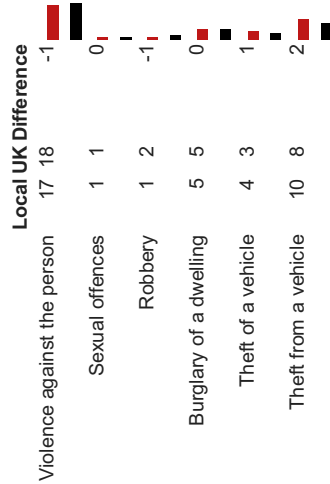 Local UK Difference
Violence against the person 17 18 -1
Sexual offences 1 1 0
Robbery 1 2 -1
Burglary of a dwelling 5 5 0
Theft of a vehicle 4 3 1
Theft from a vehicle 10 8 2